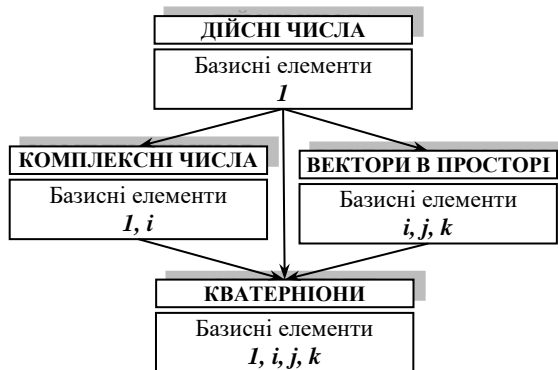 ДІЙСНІ ЧИСЛА
Базисні елементи
1
КОМПЛЕКСНІ ЧИСЛА
Базисні елементи
1, i
ВЕКТОРИ В ПРОСТОРІ
Базисні елементи
i, j, k
КВАТЕРНІОНИ
Базисні елементи
1, i, j, k